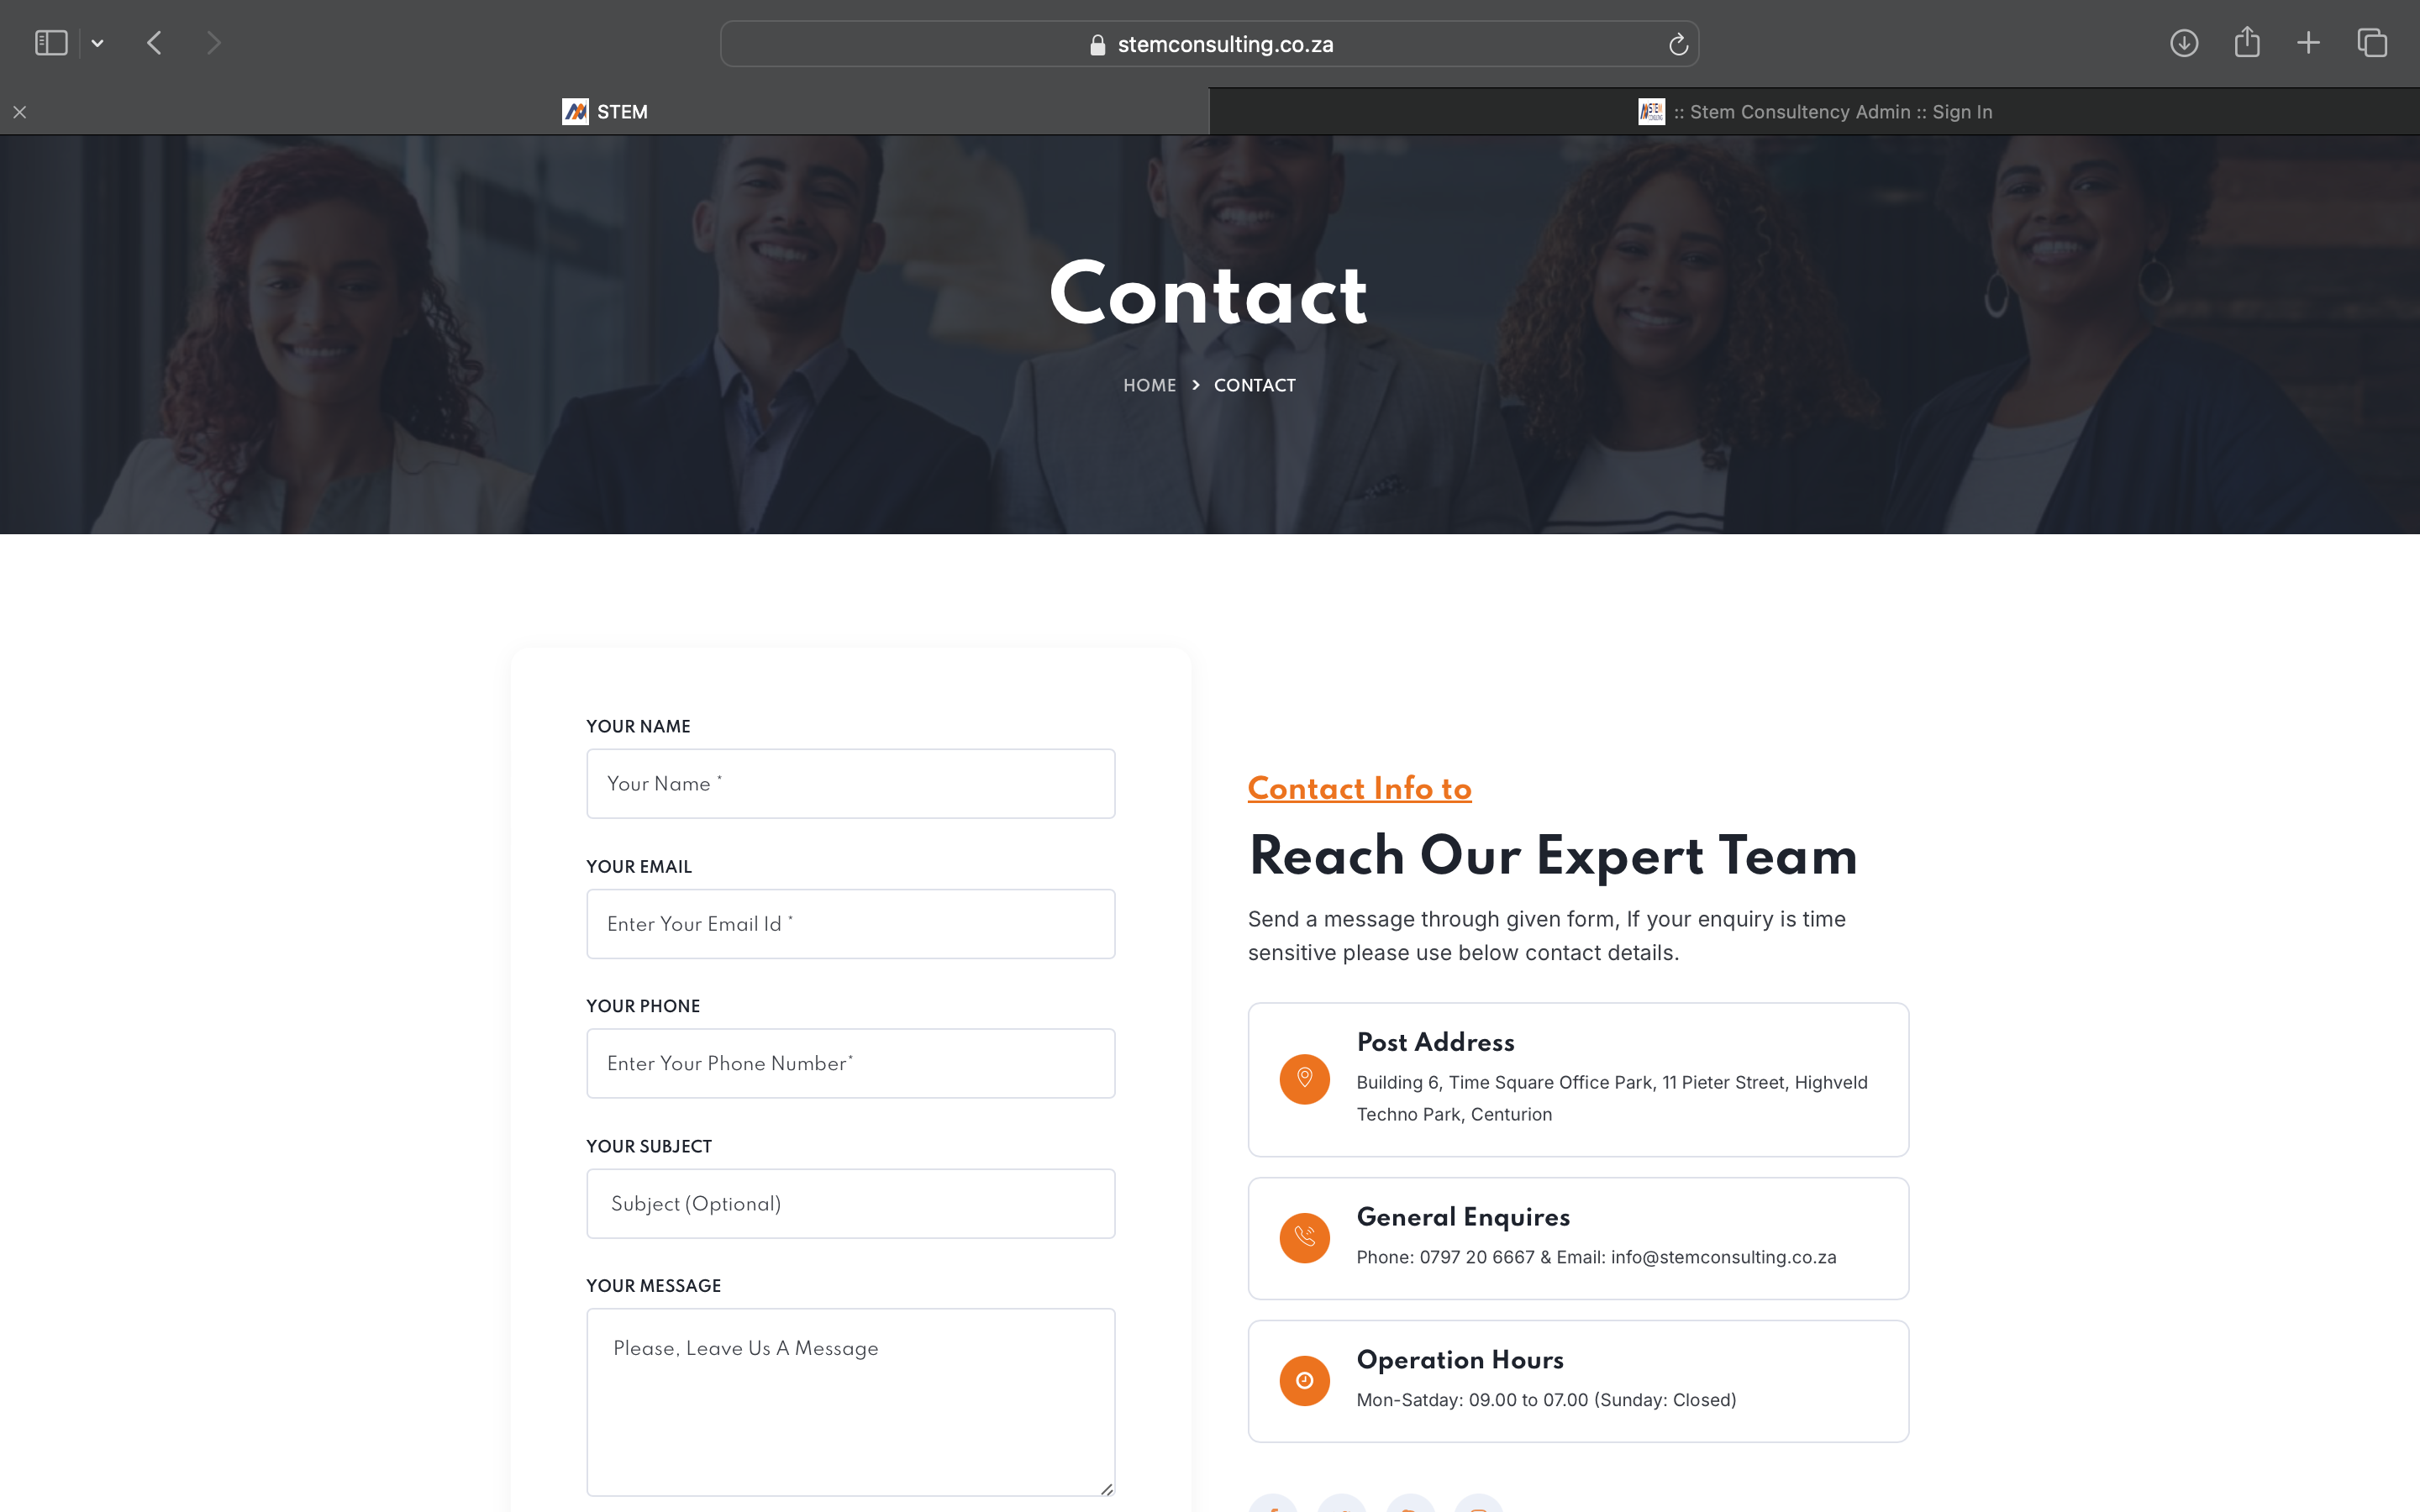 stemconsulting.co.za
STEM
:: Stem Consultency Admin :: Sign In
Contact
HOME > CONTACT
YOUR NAME
Your Name *
YOUR EMAIL
Enter Your Email Id *
YOUR PHONE
Enter Your Phone Number*
YOUR SUBJECT
Subject (Optional)
YOUR MESSAGE
Please, Leave Us A Message
Contact Info to
Reach Our Expert Team
Send a message through given form, If your enquiry is time
sensitive please use below contact details.
Post Address
Building 6, Time Square Office Park, 11 Pieter Street, Highveld
Techno Park, Centurion
General Enquires
Phone: 0797 20 6667 & Email: info@stemconsulting.co.za
Operation Hours
Mon-Satday: 09.00 to 07.00 (Sunday: Closed)